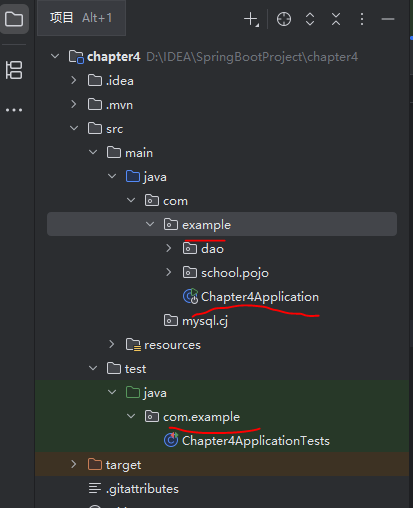 项目 Alt+1
chapter4 D:\IDEA\SpringBootProject\chapter4
.idea
.mvn
src
main
java
com
example
dao
school.pojo
Chapter4Application
mysql.cj
resources
test
java
com.example
Chapter4ApplicationTests
target
.gitattributes